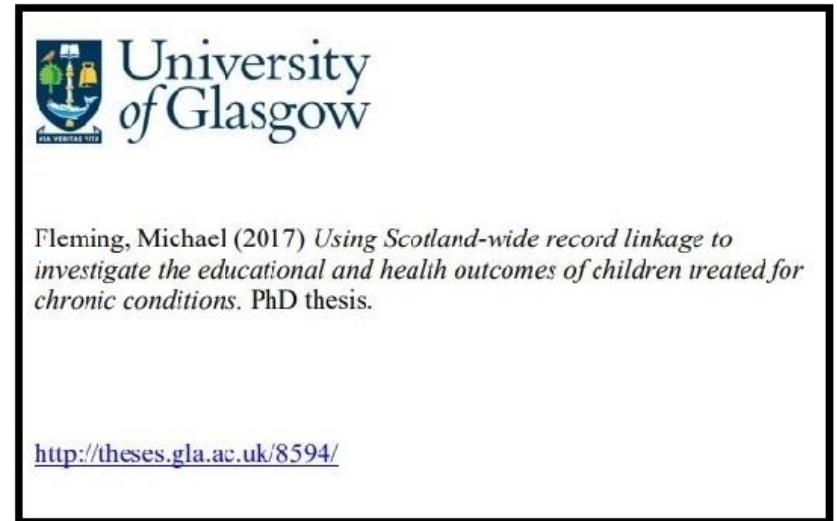 University
of Glasgow
VIA VERITAS VITA
Fleming, Michael (2017) Using Scotland-wide record linkage to
investigate the educational and health outcomes of children treated for
chronic conditions. PhD thesis.
http://theses.gla.ac.uk/8594/